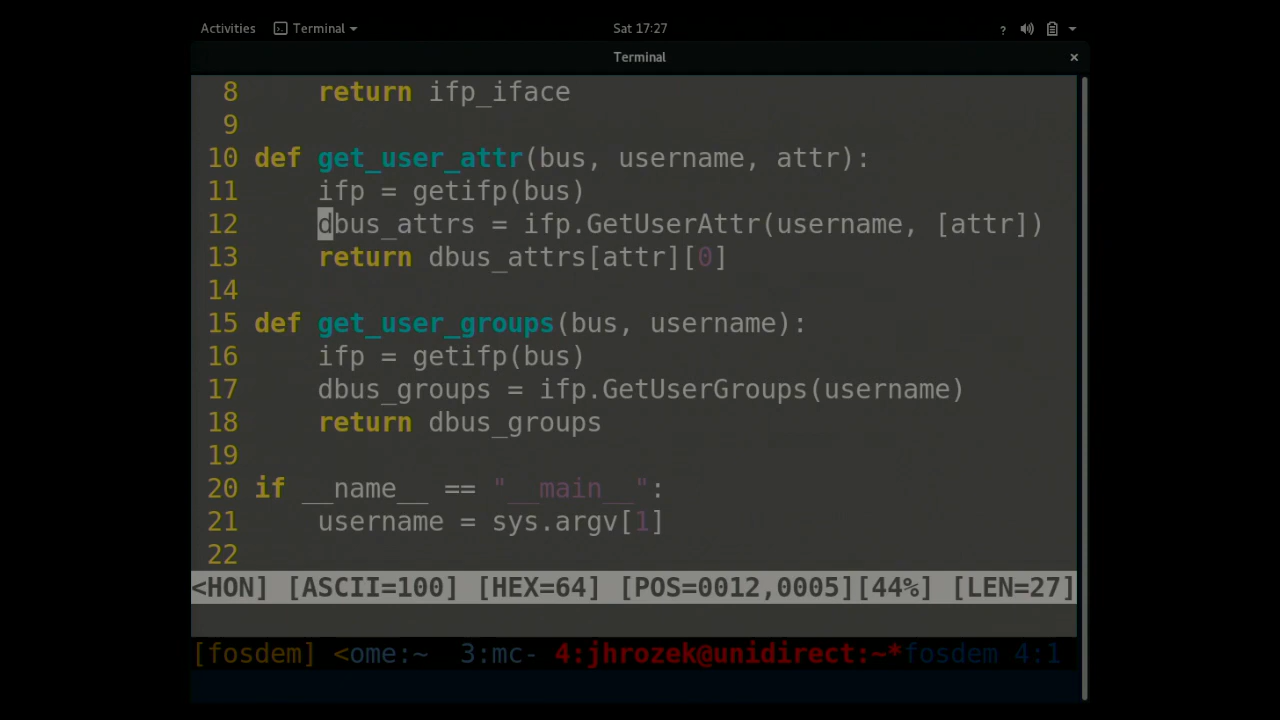 Activities Terminal Sat 17:27 ?
Terminal ×
8 return ifp_iface
9
10 def get_user_attr(bus, username, attr):
11 ifp = getifp(bus)
12 dbus_attrs = ifp.GetUserAttr(username, [attr])
13 return dbus_attrs[attr][0]
14
15 def get_user_groups(bus, username):
16 ifp = getifp(bus)
17 dbus_groups = ifp.GetUserGroups(username)
18 return dbus_groups
19
20 if __name__ == "__main__":
21 username = sys.argv[1]
22
<HON] [ASCII=100] [HEX=64] [POS=0012,0005][44%] [LEN=27]
[fosdem] <ome:~ 3:mc- 4:jhrozek@unidirect:~*fosdem 4:1